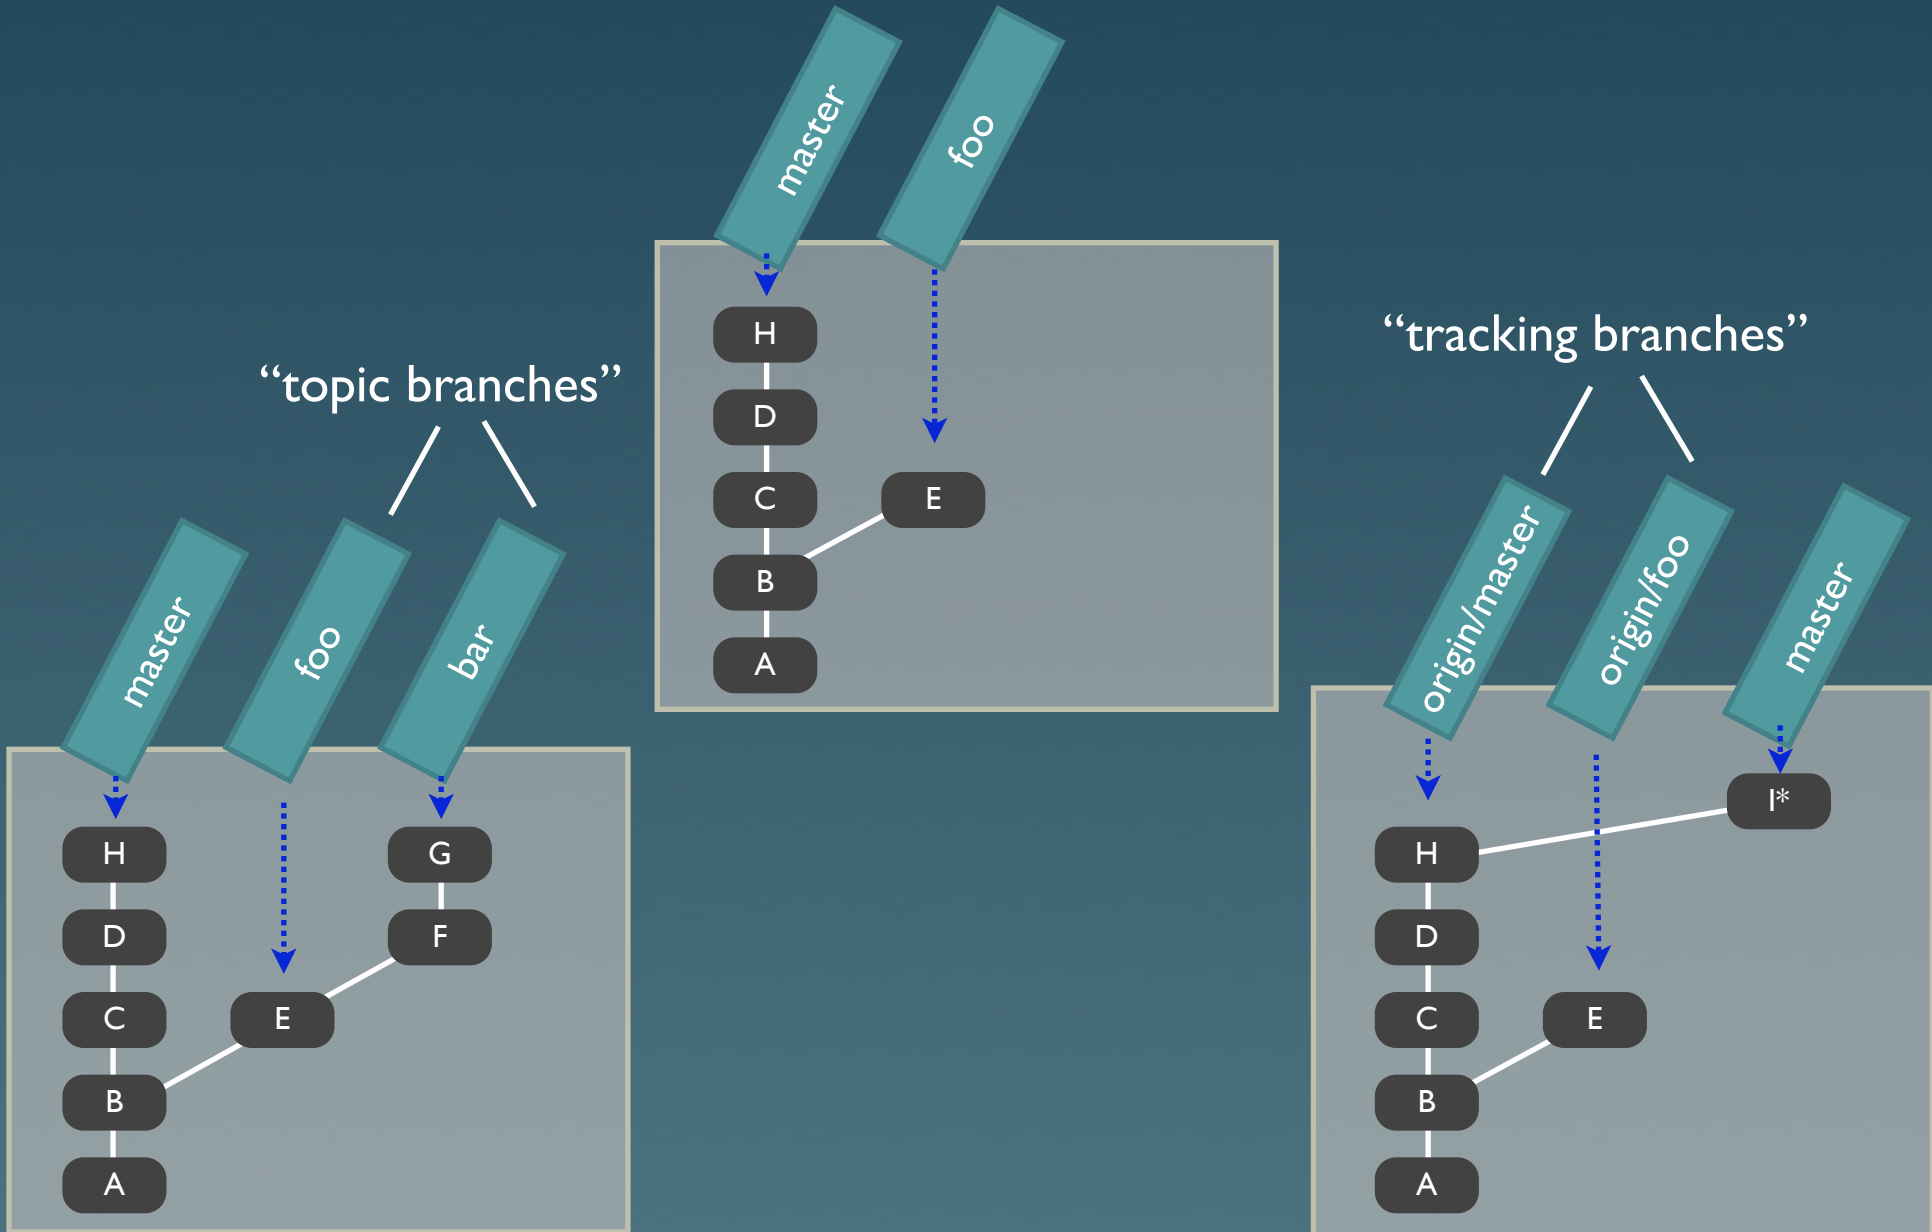 master
foo
H
D
C
E
B
A
“topic branches”
master
foo
bar
H
G
D
F
C
E
B
A
“tracking branches”
origin/master
origin/foo
master
I*
H
D
C
E
B
A